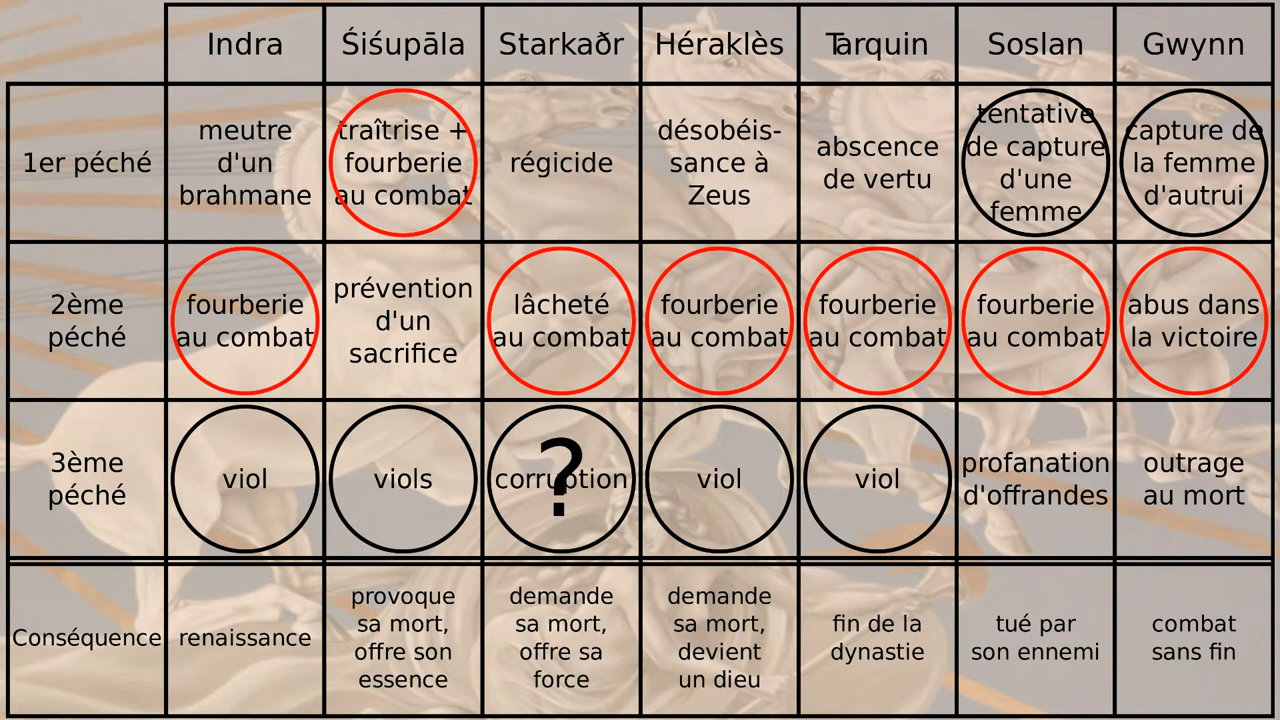 Indra Śiśupāla Starkaðr Héraklès Tarquin Soslan Gwynn
1er péché
meutre
d'un
brahmane
traîtrise +
fourberie
au combat
régicide
désobéis-
sance à
Zeus
abscence
de vertu
tentative
de capture
d'une
femme
capture de
la femme
d'autrui
2ème
péché
fourberie
au combat
prévention
d'un
sacrifice
lâcheté
au combat
fourberie
au combat
fourberie
au combat
fourberie
au combat
abus dans
la victoire
3ème
péché
viol
viols
corruption
?
viol
viol
profanation
d'offrandes
outrage
au mort
Conséquence
renaissance
provoque
sa mort,
offre son
essence
demande
sa mort,
offre sa
force
demande
sa mort,
devient
un dieu
fin de la
dynastie
tué par
son ennemi
combat
sans fin